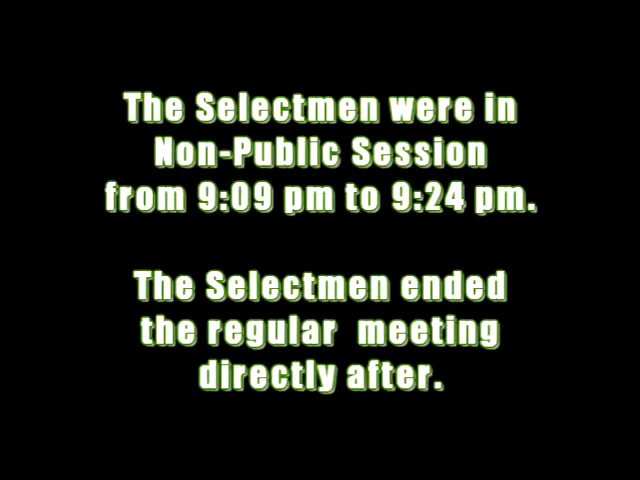 The Selectmen were in
Non-Public Session
from 9:09 pm to 9:24 pm.
The Selectmen ended
the regular meeting
directly after.